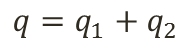 q = q₁ + q₂